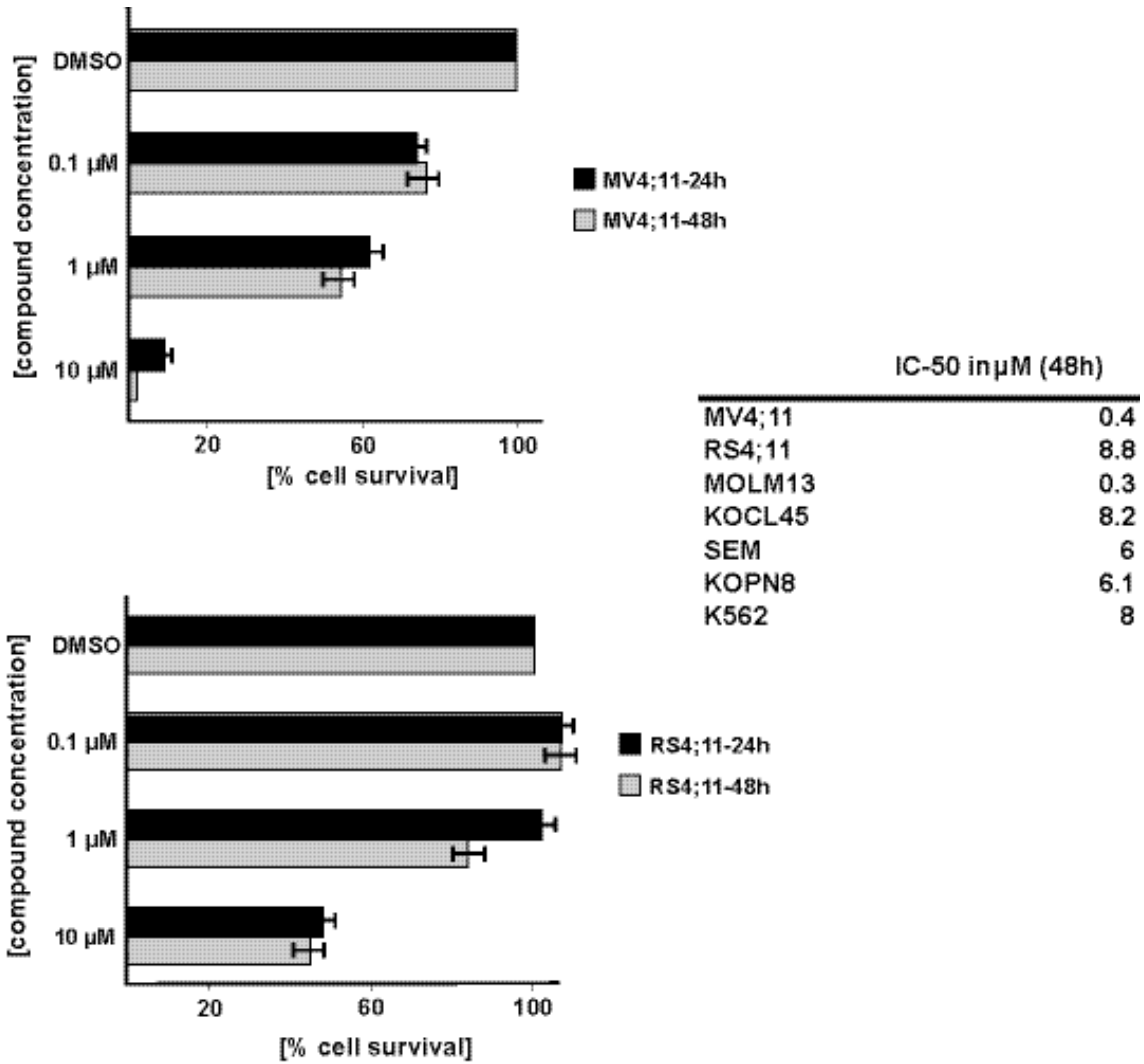 [compound concentration]
DMSO
0.1 µM
1 µM
10 µM
20 60 100
[% cell survival]
MV4;11-24h
MV4;11-48h
IC-50 inµM (48h)
MV4;11 0.4
RS4;11 8.8
MOLM13 0.3
KOCL45 8.2
SEM 6
KOPN8 6.1
K562 8
[compound concentration]
DMSO
0.1 µM
1 µM
10 µM
20 60 100
[% cell survival]
RS4;11-24h
RS4;11-48h